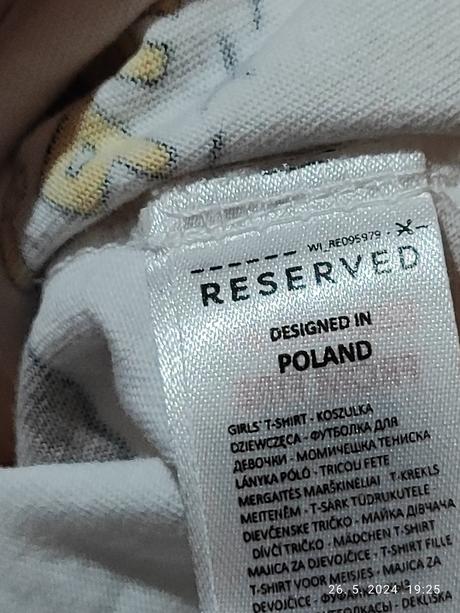 WI_RE095979
RESERVED
DESIGNED IN
POLAND
GIRLS' T-SHIRT - KOSZULKA
DZIEWCZĘCA - ФУТБОЛКА ДЛЯ
ДЕВОЧКИ - МОМИЧЕШКА ТЕНИСКА
LÁNYKA PÓLÓ - TRICOU FETE
MERGAITĖS MARŠKINĖLIAI T-KREKLS
MEITENĒM - T-SÄRK TÜDRUKUTELE
DIEVČENSKE TRIČKO - МАЙКА ДІВЧАЧА
DÍVČÍ TRIČKO - MÄDCHEN T-SHIRT
MAJICA ZA DJEVOJČICE - T-SHIRT FILLE
T-SHIRT VOOR MEISJES - MAJICA ZA
DEVOJČICE
DEKLIŠKA
26. 5. 2024 19:25